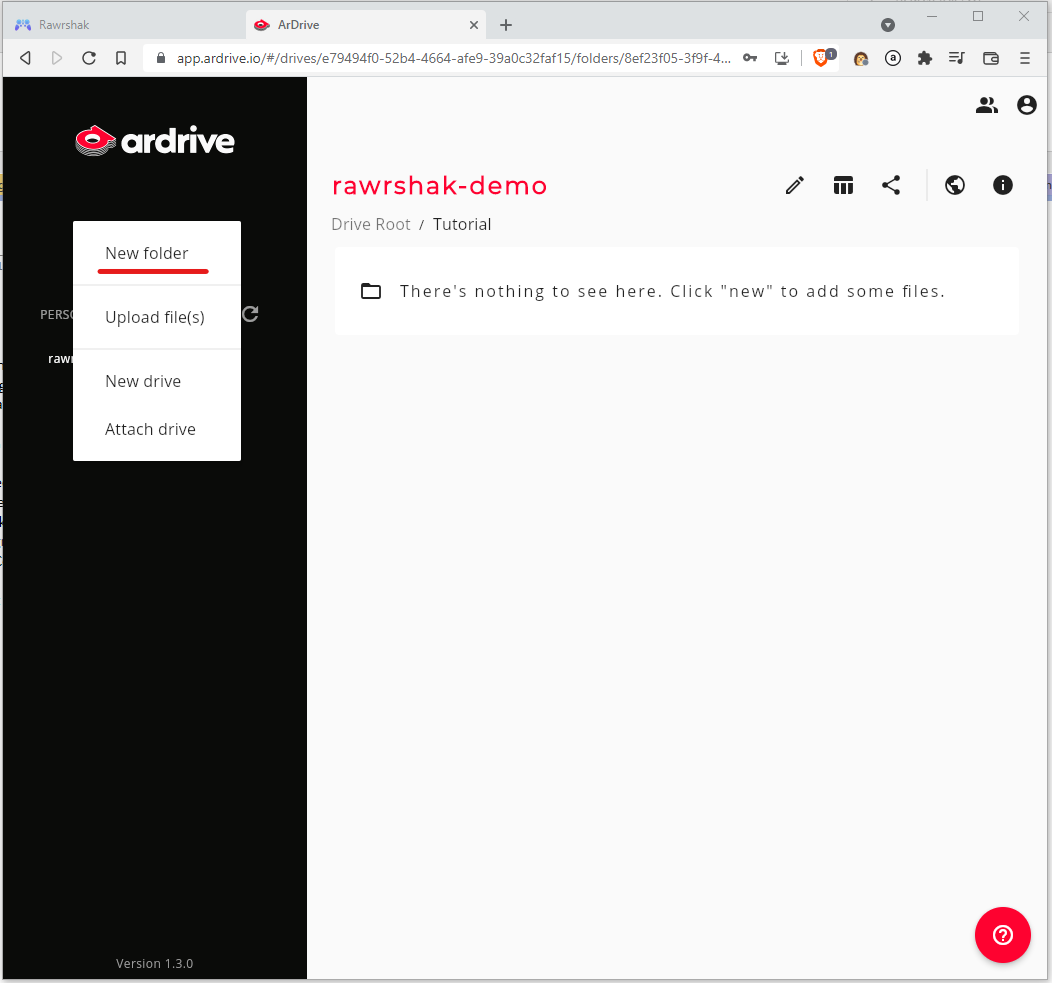 Rawrshak
ArDrive
app.ardrive.io/#/drives/e79494f0-52b4-4664-afe9-39a0c32faf15/folders/8ef23f05-3f9f-4...
1
a
ardrive
rawrshak-demo
Drive Root / Tutorial
New folder
There's nothing to see here. Click "new" to add some files.
PERSO
Upload file(s)
rawr
New drive
Attach drive
Version 1.3.0